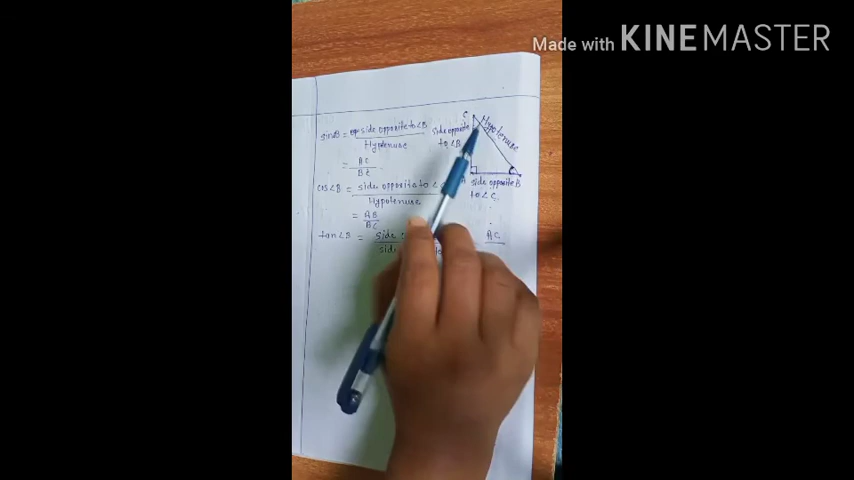 Made with KINEMASTER
sin B = side opposite to ∠B
Hypotenuse
= AC
BC
cos∠B = side opposite to ∠
Hypotenuse
= AB
BC
tan∠B = side
side
AC
C
Hypotenuse
side opposite
to ∠B
A side opposite B
to ∠C